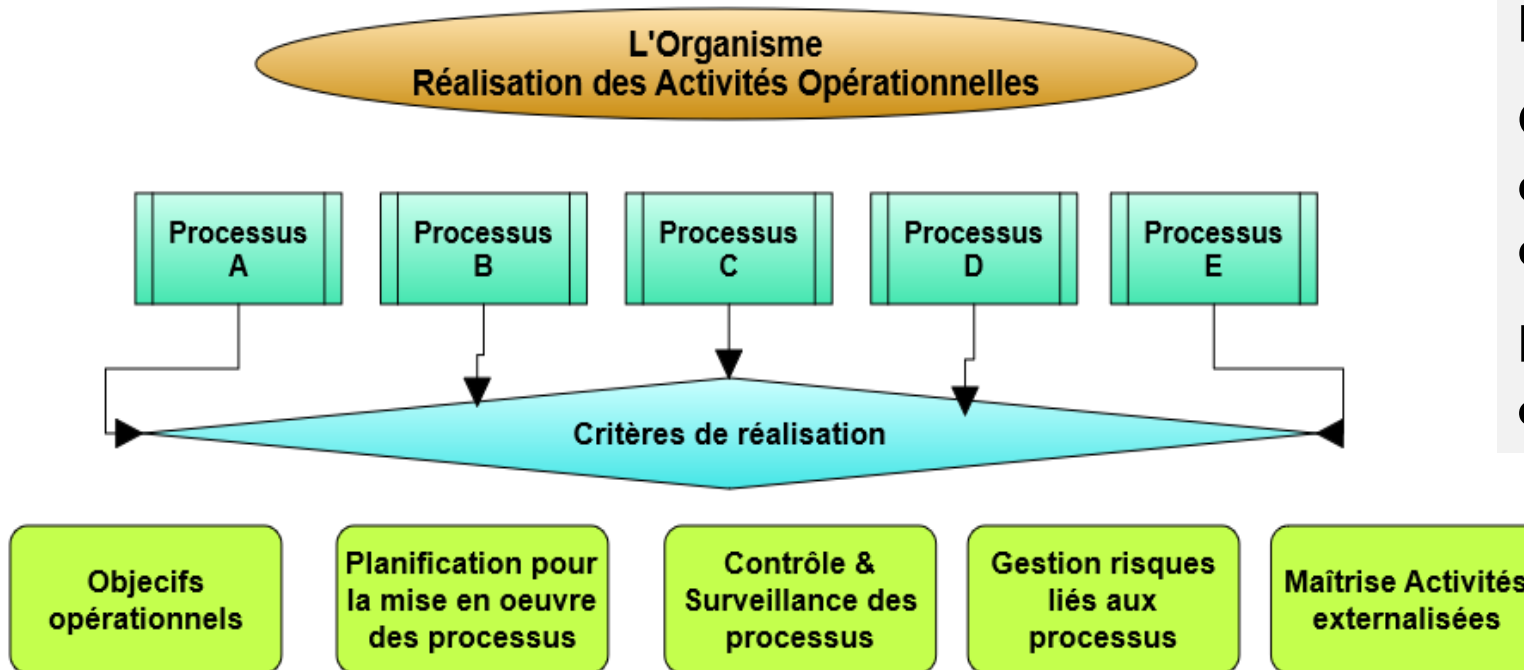 L'Organisme
Réalisation des Activités Opérationnelles
Processus
A
Processus
B
Processus
C
Processus
D
Processus
E
Critères de réalisation
Objecifs
opérationnels
Planification pour
la mise en oeuvre
des processus
Contrôle &
Surveillance des
processus
Gestion risques
liés aux
processus
Maîtrise Activités
externalisées